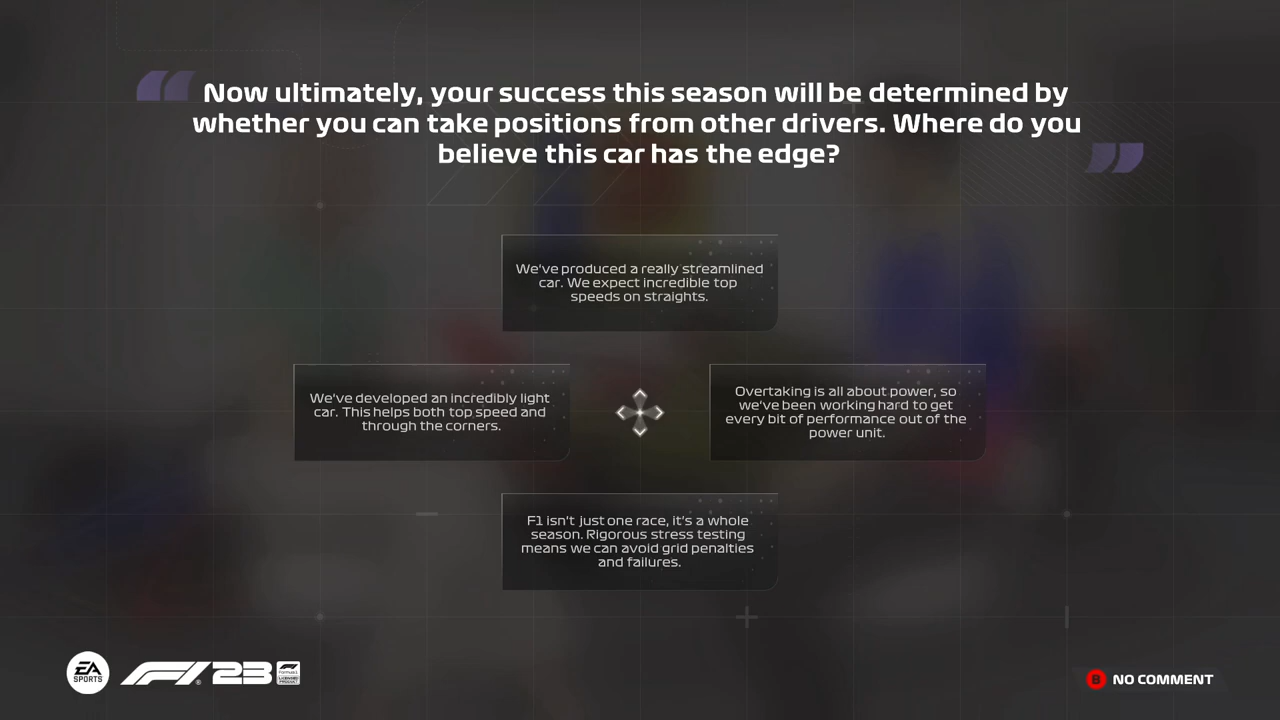 Now ultimately, your success this season will be determined by
whether you can take positions from other drivers. Where do you
believe this car has the edge?
We've produced a really streamlined
car. We expect incredible top
speeds on straights.
We've developed an incredibly light
car. This helps both top speed and
through the corners.
Overtaking is all about power, so
we've been working hard to get
every bit of performance out of the
power unit.
F1 isn't just one race, it's a whole
season. Rigorous stress testing
means we can avoid grid penalties
and failures.
EA
SPORTS
F1 23
B NO COMMENT